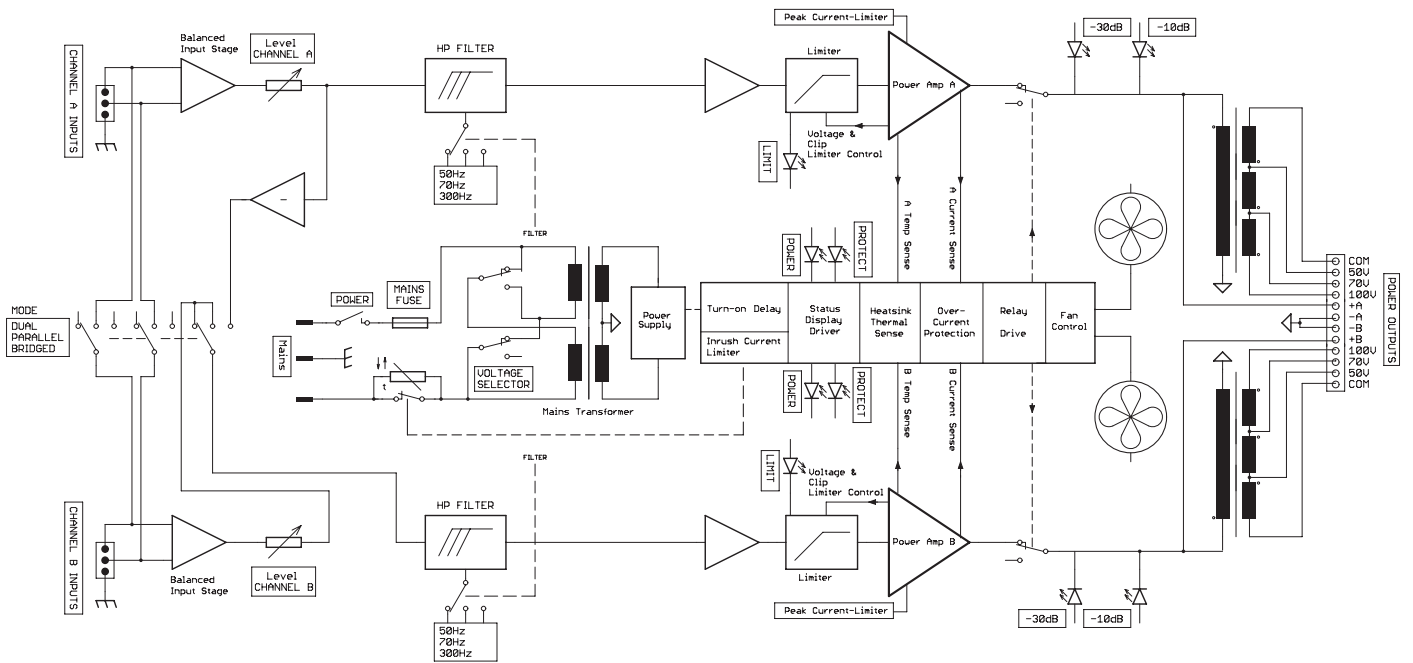 Peak Current-Limiter
-30dB
-10dB
Balanced
Input Stage
Level
CHANNEL A
HP FILTER
Limiter
Power Amp A
CHANNEL A INPUTS
Voltage &
Clip
Limiter Control
LIMIT
50Hz
70Hz
300Hz
-
FILTER
A Temp Sense
A Current Sense
POWER
PROTECT
MODE
DUAL
PARALLEL
BRIDGED
Mains
POWER
MAINS
FUSE
t
VOLTAGE
SELECTOR
Mains Transformer
Power
Supply
Turn-on Delay
Inrush Current
Limiter
Status
Display
Driver
Heatsink
Thermal
Sense
Over-
Current
Protection
Relay
Drive
Fan
Control
COM
50V
70V
100V
+A
-A
-B
+B
100V
70V
50V
COM
POWER OUTPUTS
POWER
PROTECT
B Temp Sense
B Current Sense
FILTER
LIMIT
Voltage &
Clip
Limiter Control
CHANNEL B INPUTS
HP FILTER
Power Amp B
Limiter
Balanced
Input Stage
Level
CHANNEL B
Peak Current-Limiter
-30dB
-10dB
50Hz
70Hz
300Hz